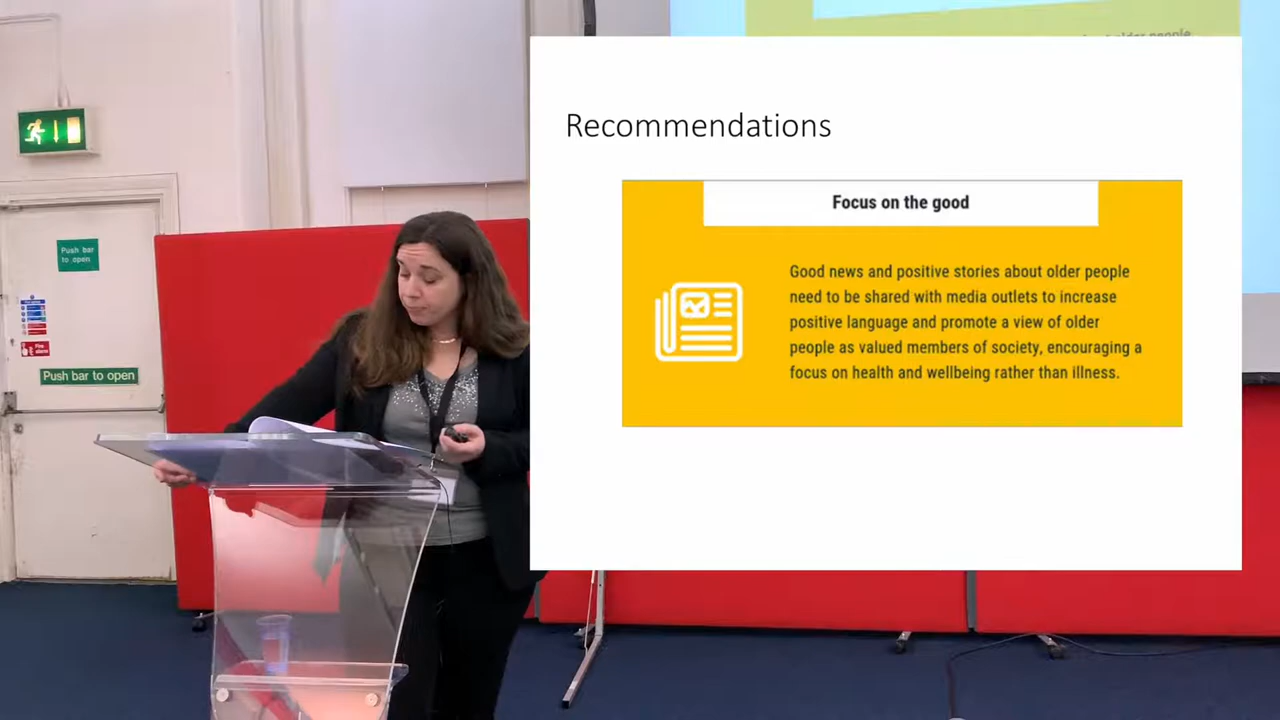 older people
Recommendations
Focus on the good
Good news and positive stories about older people
need to be shared with media outlets to increase
positive language and promote a view of older
people as valued members of society, encouraging a
focus on health and wellbeing rather than illness.
Push bar
to open
Push bar to open